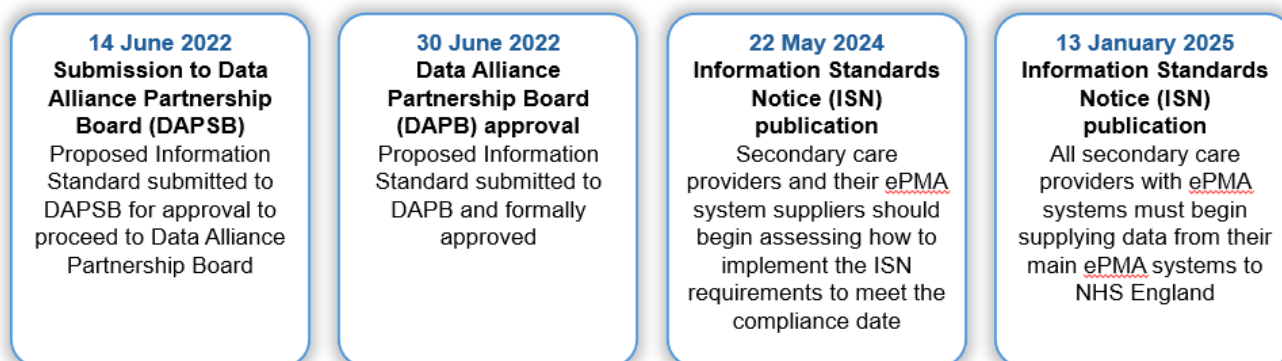 14 June 2022
Submission to Data
Alliance Partnership
Board (DAPSB)
Proposed Information
Standard submitted to
DAPSB for approval to
proceed to Data Alliance
Partnership Board
30 June 2022
Data Alliance
Partnership Board
(DAPB) approval
Proposed Information
Standard submitted to
DAPB and formally
approved
22 May 2024
Information Standards
Notice (ISN)
publication
Secondary care
providers and their ePMA
system suppliers should
begin assessing how to
implement the ISN
requirements to meet the
compliance date
13 January 2025
Information Standards
Notice (ISN)
publication
All secondary care
providers with ePMA
systems must begin
supplying data from their
main ePMA systems to
NHS England